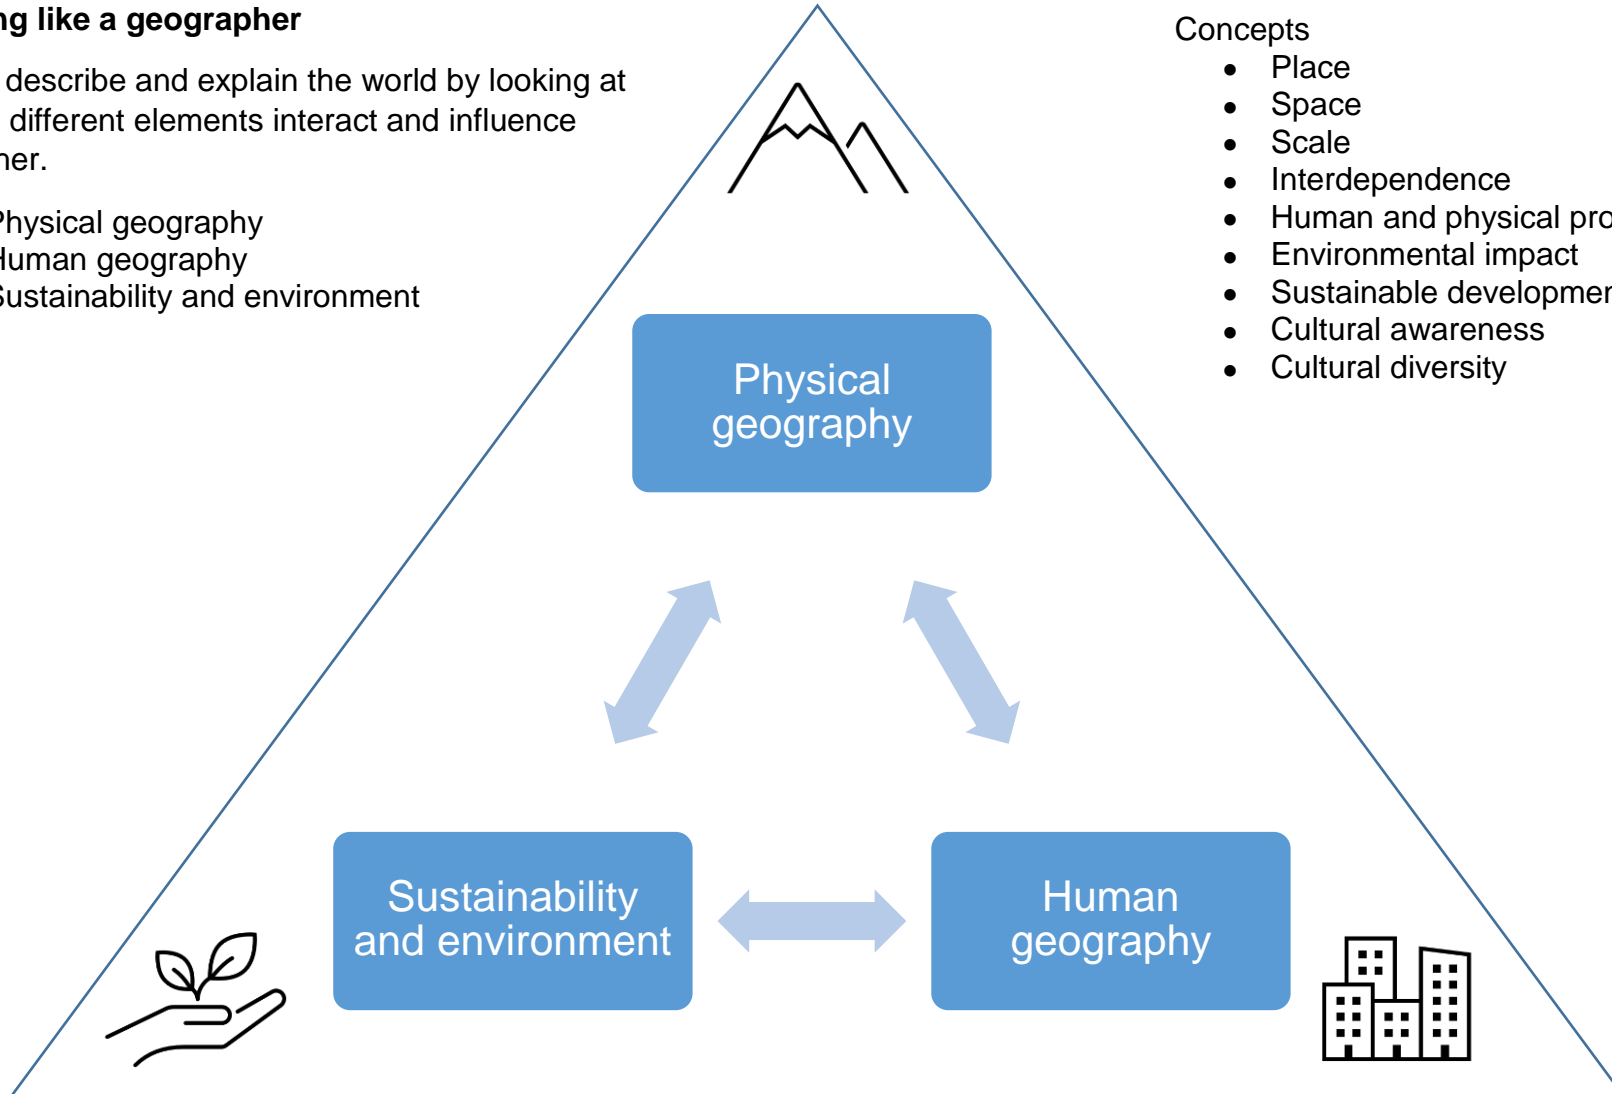 ng like a geographer
describe and explain the world by looking at
different elements interact and influence
her.
Physical geography
Human geography
Sustainability and environment
Concepts
• Place
• Space
• Scale
• Interdependence
• Human and physical pro
• Environmental impact
• Sustainable developmen
• Cultural awareness
• Cultural diversity
Physical
geography
Sustainability
and environment
Human
geography